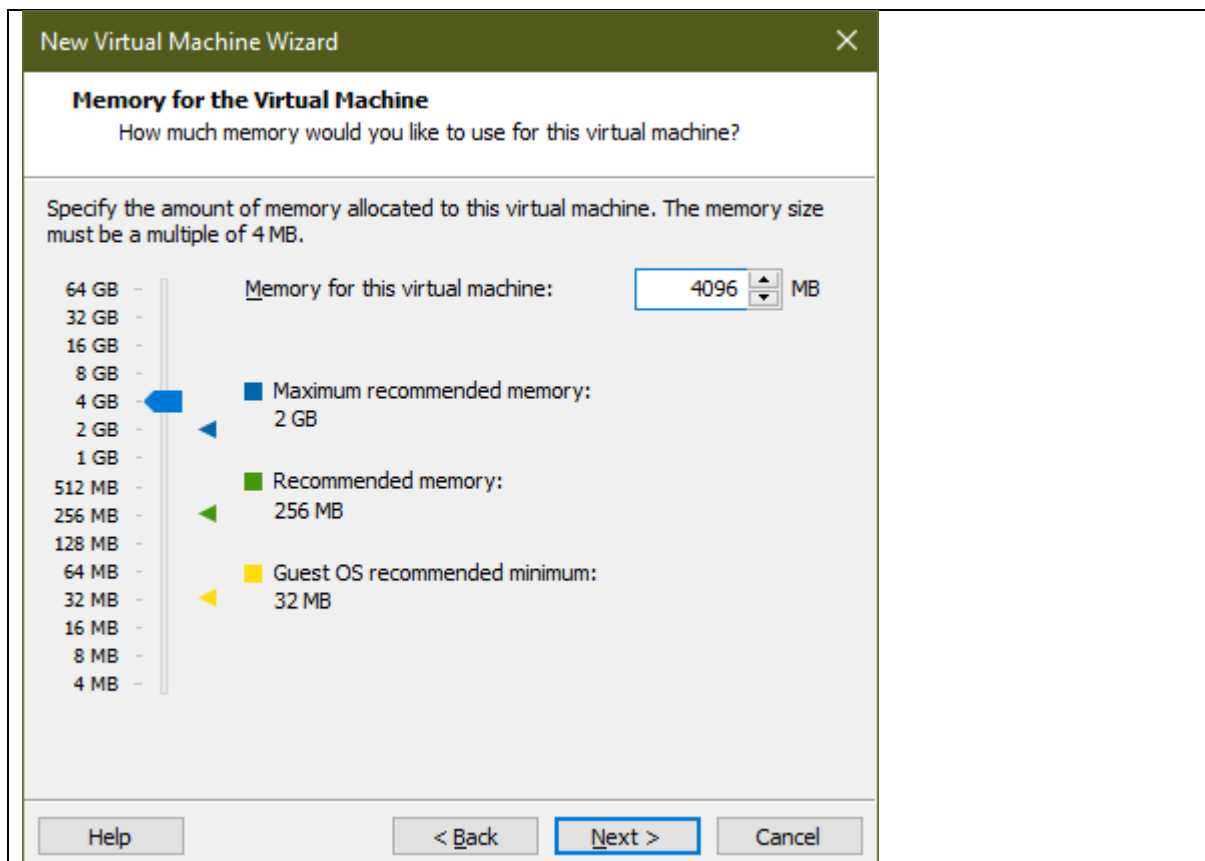 New Virtual Machine Wizard
Memory for the Virtual Machine
How much memory would you like to use for this virtual machine?
Specify the amount of memory allocated to this virtual machine. The memory size
must be a multiple of 4 MB.
64 GB
Memory for this virtual machine: 4096 MB
32 GB
16 GB
8 GB
4 GB
2 GB
1 GB
512 MB
256 MB
128 MB
64 MB
32 MB
16 MB
8 MB
4 MB
Maximum recommended memory:
2 GB
Recommended memory:
256 MB
Guest OS recommended minimum:
32 MB
Help
< Back
Next >
Cancel